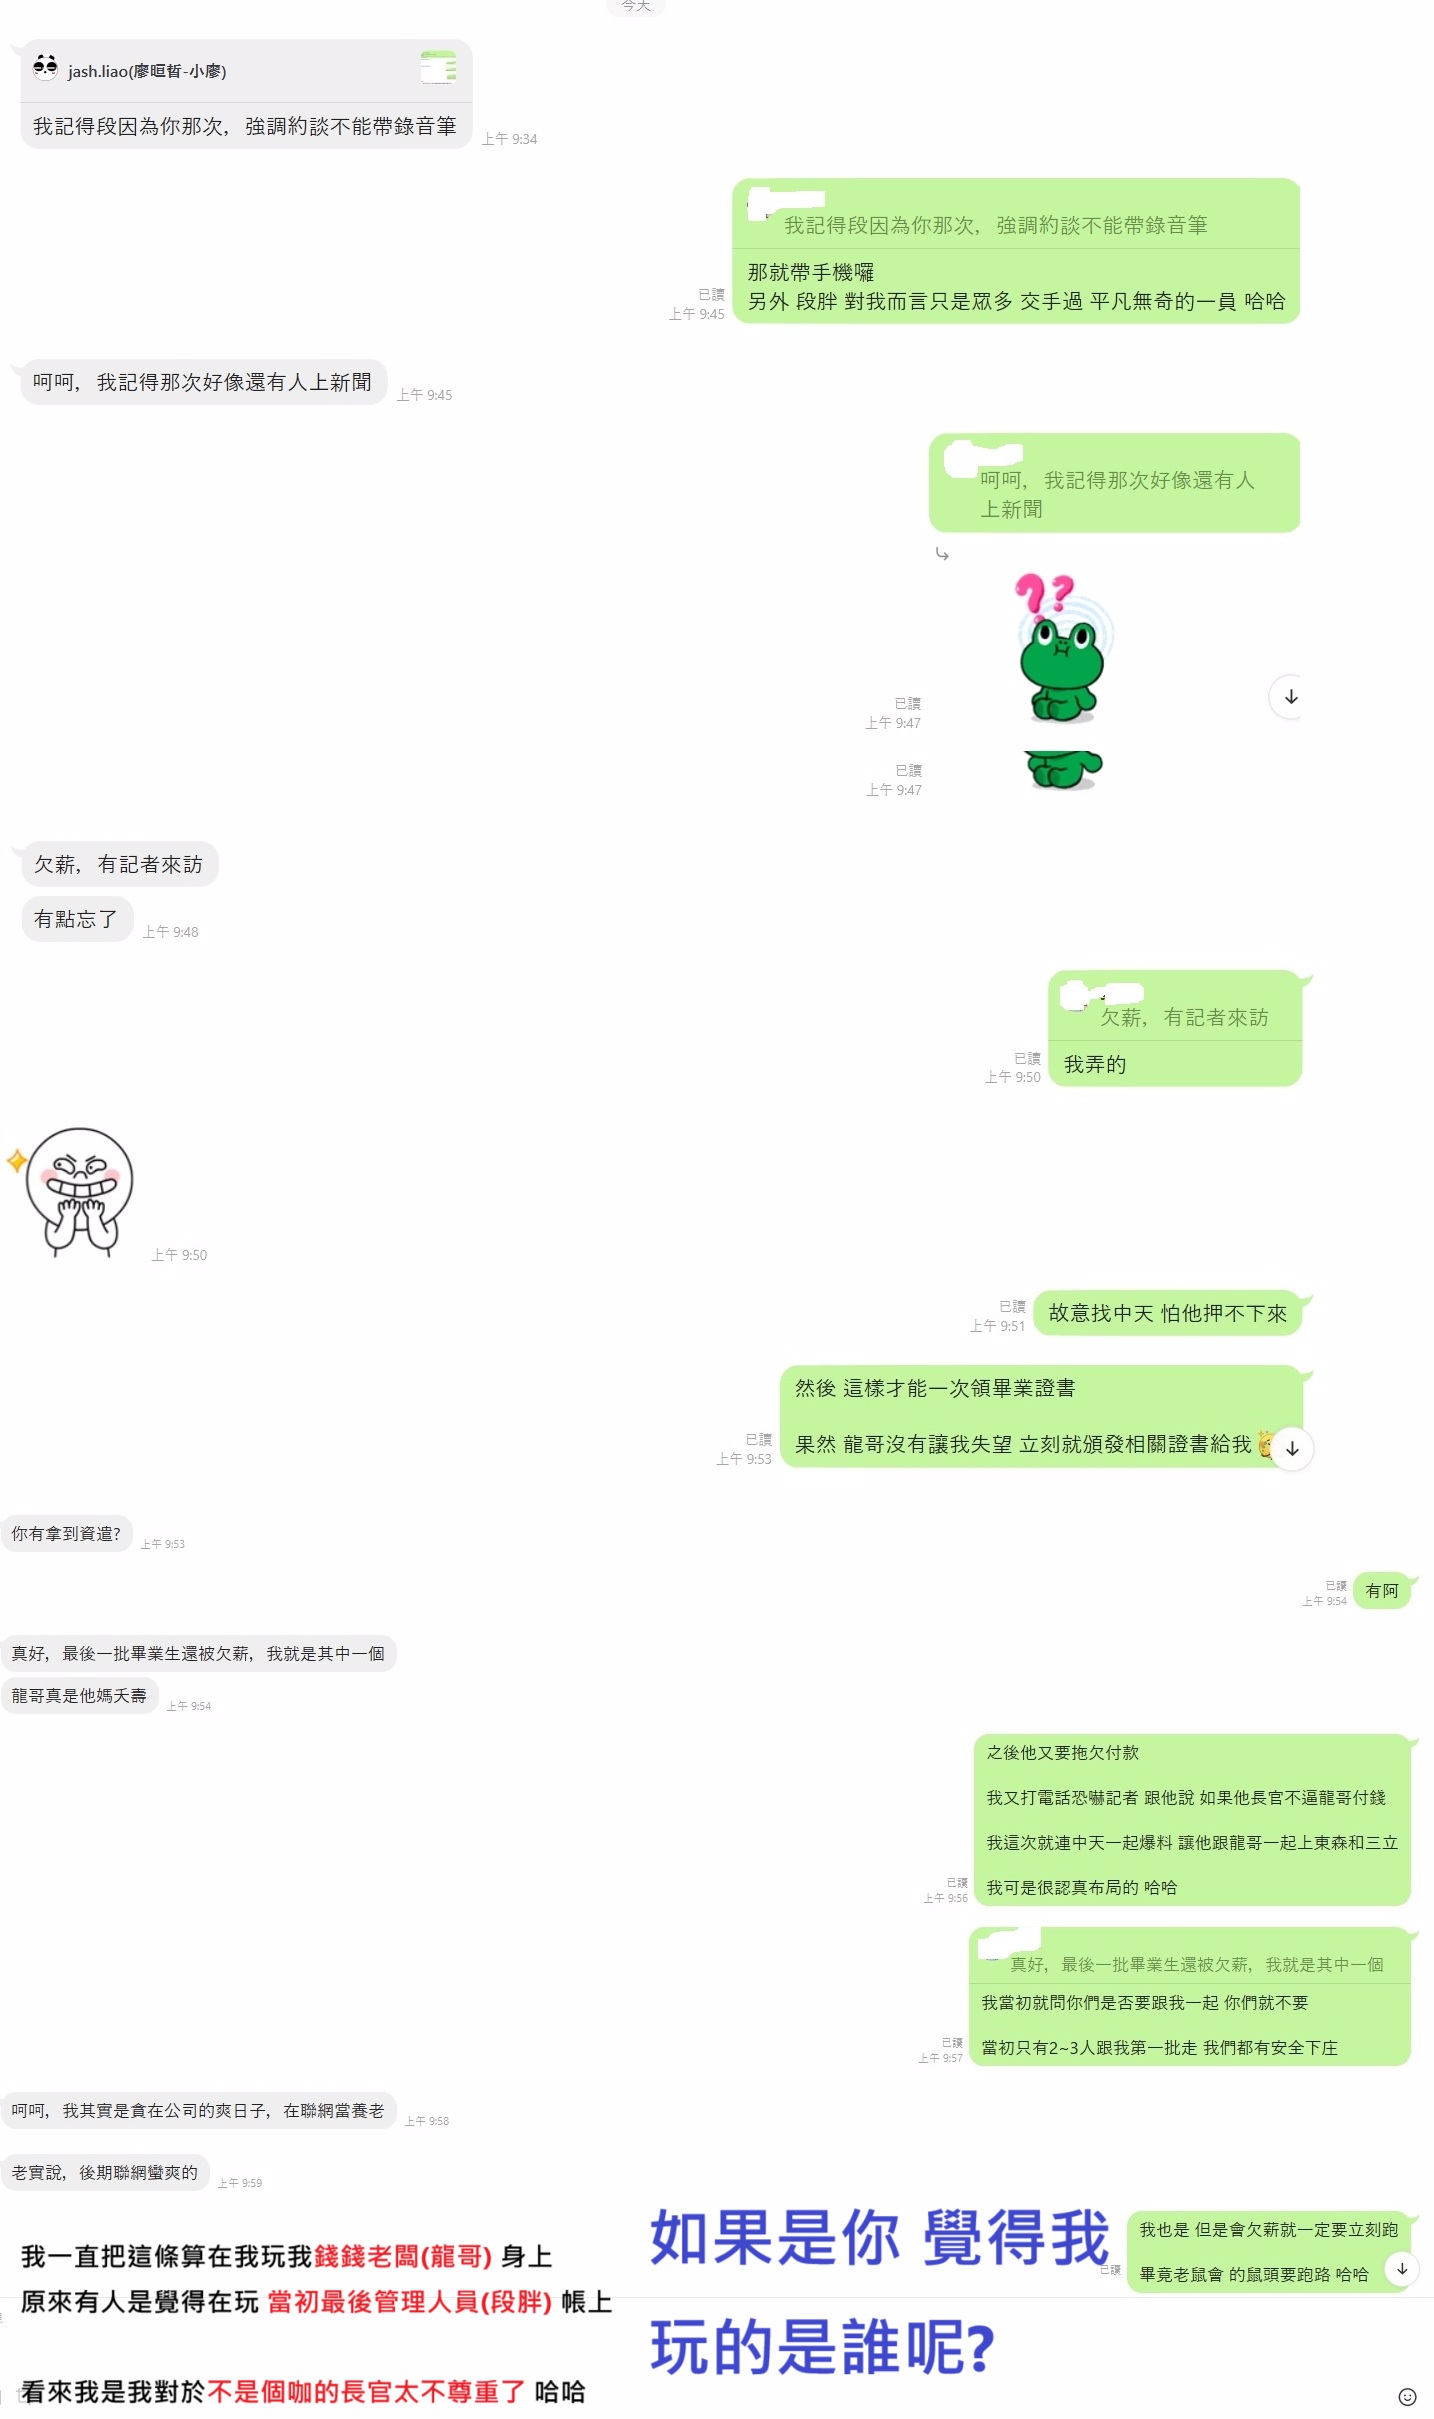 今天
jash.liao(廖晅晢-小廖)
我記得段因為你那次，強調約談不能帶錄音筆
上午 9:34
我記得段因為你那次，強調約談不能帶錄音筆
那就帶手機囉
另外 段胖 對我而言只是眾多 交手過 平凡無奇的一員 哈哈
已讀
上午 9:45
呵呵，我記得那次好像還有人上新聞
上午 9:45
呵呵，我記得那次好像還有人
上新聞
??
已讀
上午 9:47
已讀
上午 9:47
欠薪，有記者來訪
有點忘了
上午 9:48
欠薪，有記者來訪
我弄的
已讀
上午 9:50
上午 9:50
故意找中天 怕他押不下來
已讀
上午 9:51
然後 這樣才能一次領畢業證書
果然 龍哥沒有讓我失望 立刻就頒發相關證書給我
已讀
上午 9:53
你有拿到資遣?
上午 9:53
有阿
已讀
上午 9:54
真好，最後一批畢業生還被欠薪，我就是其中一個
龍哥真是他媽夭壽
上午 9:54
之後他又要拖欠付款
我又打電話恐嚇記者 跟他說 如果他長官不逼龍哥付錢
我這次就連中天一起爆料 讓他跟龍哥一起上東森和三立
我可是很認真布局的 哈哈
已讀
上午 9:56
真好，最後一批畢業生還被欠薪，我就是其中一個
我當初就問你們是否要跟我一起 你們就不要
當初只有2~3人跟我第一批走 我們都有安全下庄
已讀
上午 9:57
呵呵，我其實是貪在公司的爽日子，在聯網當養老
上午 9:58
老實說，後期聯網蠻爽的
上午 9:59
我也是 但是會欠薪就一定要立刻跑
畢竟老鼠會 的鼠頭要跑路 哈哈
已讀
我一直把這條算在我玩我錢錢老闆(龍哥) 身上
原來有人是覺得在玩 當初最後管理人員(段胖) 帳上
看來我是我對於不是個咖的長官太不尊重了 哈哈
如果是你 覺得我
玩的是誰呢?